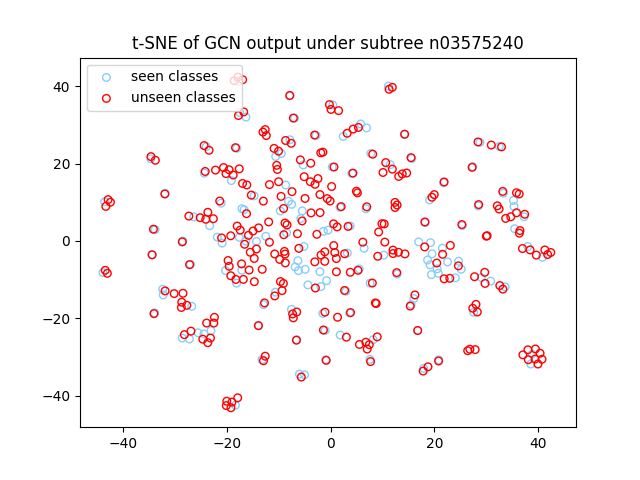 t-SNE of GCN output under subtree n03575240
seen classes
unseen classes
40
20
0
−20
−40
−40 −20 0 20 40